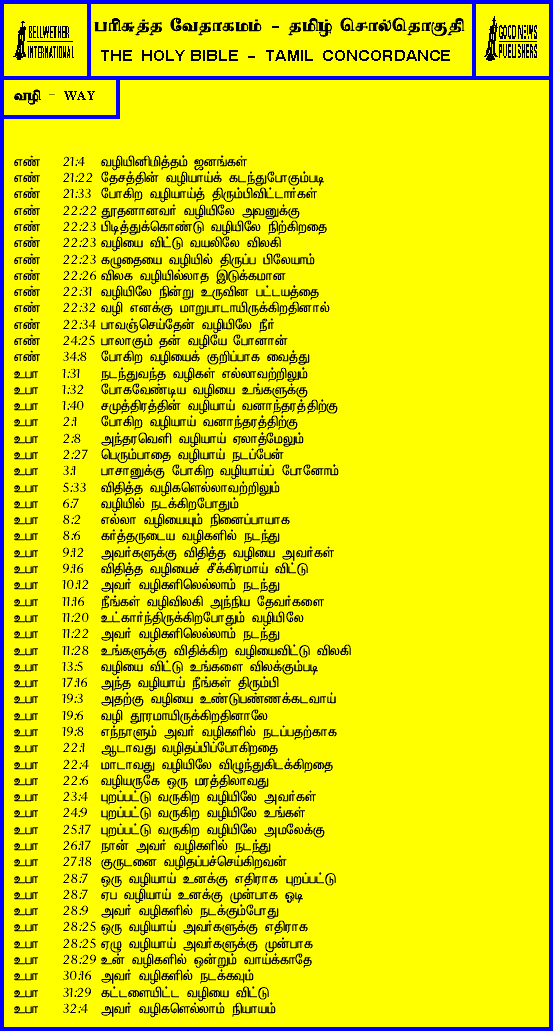 BELLWETHER
INTERNATIONAL
பரிசுத்த வேதாகமம் - தமிழ் சொல்தொகுதி
THE HOLY BIBLE - TAMIL CONCORDANCE
GOOD NEWS
PUBLISHERS
வழி - WAY
எண் 21:4 வழியினிமித்தம் ஜனங்கள்
எண் 21:22 தேசத்தின் வழியாய்க் கடந்துபோகும்படி
எண் 21:33 போகிற வழியாய்த் திரும்பிவிட்டார்கள்
எண் 22:22 தூதனானவர் வழியிலே அவனுக்கு
எண் 22:23 பிடித்துக்கொண்டு வழியிலே நிற்கிறதை
எண் 22:23 வழியை விட்டு வயலிலே விலகி
எண் 22:23 கழுதையை வழியில் திருப்ப பிலேயாம்
எண் 22:26 விலக வழியில்லாத இடுக்கமான
எண் 22:31 வழியிலே நின்று உருவின பட்டயத்தை
எண் 22:32 வழி எனக்கு மாறுபாடாயிருக்கிறதினால்
எண் 22:34 பாவஞ்செய்தேன் வழியிலே நீர்
எண் 24:25 பாலாகும் தன் வழியே போனான்
எண் 34:8 போகிற வழியைக் குறிப்பாக வைத்து
உபா 1:31 நடந்துவந்த வழிகள் எல்லாவற்றிலும்
உபா 1:32 போகவேண்டிய வழியை உங்களுக்கு
உபா 1:40 சமுத்திரத்தின் வழியாய் வனாந்தரத்திற்கு
உபா 2:1 போகிற வழியாய் வனாந்தரத்திற்கு
உபா 2:8 அந்தரவெளி வழியாய் ஏலாத்மேலும்
உபா 2:27 பெரும்பாதை வழியாய் நடப்பேன்
உபா 3:1 பாசானுக்கு போகிற வழியாய்ப் போனோம்
உபா 5:33 விதித்த வழிகளெல்லாவற்றிலும்
உபா 6:7 வழியில் நடக்கிறபோதும்
உபா 8:2 எல்லா வழியையும் நினைப்பாயாக
உபா 8:6 கர்த்தருடைய வழிகளில் நடந்து
உபா 9:12 அவர்களுக்கு விதித்த வழியை அவர்கள்
உபா 9:16 விதித்த வழியைச் சீக்கிரமாய் விட்டு
உபா 10:12 அவர் வழிகளிலெல்லாம் நடந்து
உபா 11:16 நீங்கள் வழிவிலகி அந்நிய தேவர்களை
உபா 11:20 உட்கார்ந்திருக்கிறபோதும் வழியிலே
உபா 11:22 அவர் வழிகளிலெல்லாம் நடந்து
உபா 11:28 உங்களுக்கு விதிக்கிற வழியைவிட்டு விலகி
உபா 13:5 வழியை விட்டு உங்களை விலக்கும்படி
உபா 17:16 அந்த வழியாய் நீங்கள் திரும்பி
உபா 19:3 அதற்கு வழியை உண்டுபண்ணக்கடவாய்
உபா 19:6 வழி தூரமாயிருக்கிறதினாலே
உபா 19:8 எந்நாளும் அவர் வழிகளில் நடப்பதற்காக
உபா 22:1 ஆடாவது வழிதப்பிப்போகிறதை
உபா 22:4 மாடாவது வழியிலே விழுந்துகிடக்கிறதை
உபா 22:6 வழியருகே ஒரு மரத்திலாவது
உபா 23:4 புறப்பட்டு வருகிற வழியிலே அவர்கள்
உபா 24:9 புறப்பட்டு வருகிற வழியிலே உங்கள்
உபா 25:17 புறப்பட்டு வருகிற வழியிலே அமலேக்கு
உபா 26:17 நான் அவர் வழிகளில் நடந்து
உபா 27:18 குருடனை வழிதப்பச்செய்கிறவன்
உபா 28:7 ஒரு வழியாய் உனக்கு எதிராக புறப்பட்டு
உபா 28:7 ஏப வழியாய் உனக்கு முன்பாக ஓடி
உபா 28:9 அவர் வழிகளில் நடக்கும்போது
உபா 28:25 ஒரு வழியாய் அவர்களுக்கு எதிராக
உபா 28:25 ஏழு வழியாய் அவர்களுக்கு முன்பாக
உபா 28:29 உன் வழிகளில் ஒன்றும் வாய்க்காதே
உபா 30:16 அவர் வழிகளில் நடக்கவும்
உபா 31:29 கட்டளையிட்ட வழியை விட்டு
உபா 32:4 அவர் வழிகளெல்லாம் நியாயம்